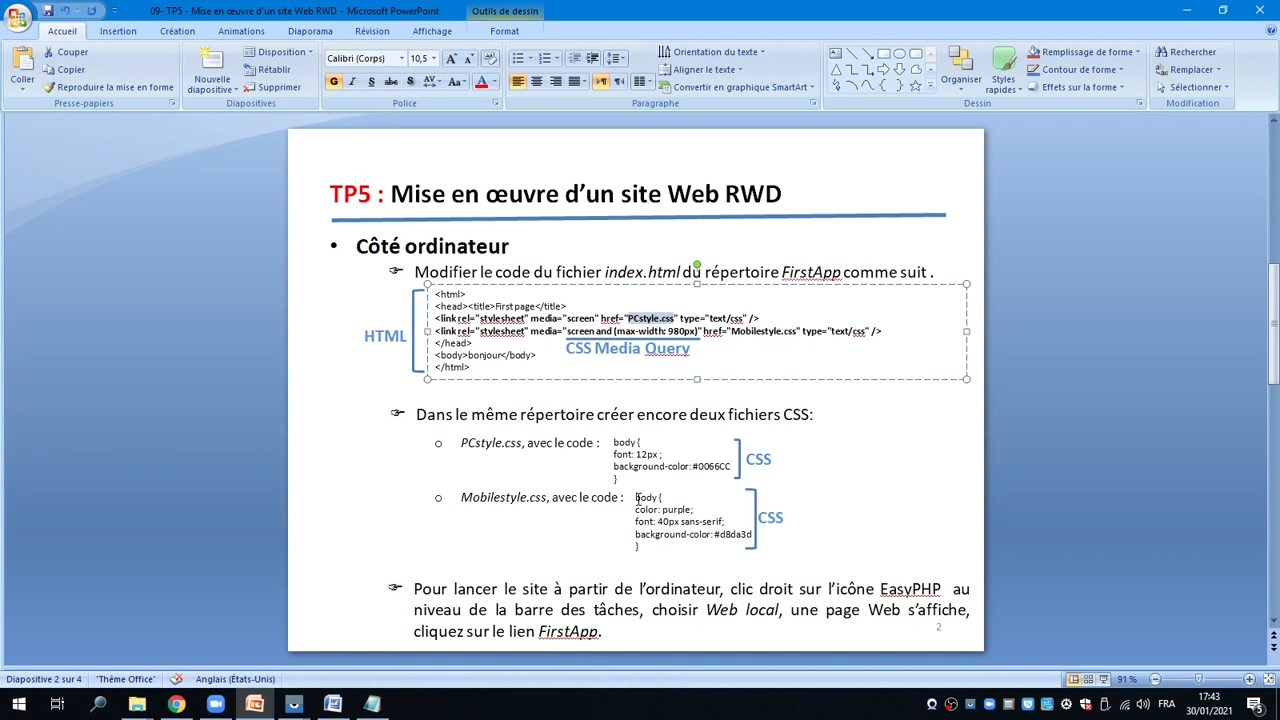 09- TP5 - Mise en œuvre d'un site Web RWD - Microsoft PowerPoint
Outils de dessin
Accueil
Insertion
Création
Animations
Diaporama
Révision
Affichage
Format
Coller
Couper
Copier
Reproduire la mise en forme
Presse-papiers
Nouvelle diapositive
Disposition
Rétablir
Supprimer
Diapositives
Calibri (Corps)
10,5
G I S abc S AV Aa A
Police
Orientation du texte
Aligner le texte
Convertir en graphique SmartArt
Paragraphe
Organiser
Styles rapides
Remplissage de forme
Contour de forme
Effets sur la forme
Dessin
Rechercher
Remplacer
Sélectionner
Modification
TP5 : Mise en œuvre d'un site Web RWD
• Côté ordinateur
Modifier le code du fichier index.html du répertoire FirstApp comme suit .
HTML
<html>
<head><title>First page</title>
<link rel="stylesheet" media="screen" href="PCstyle.css" type="text/css" />
<link rel="stylesheet" media="screen and (max-width: 980px)" href="Mobilestyle.css" type="text/css" />
</head>
CSS Media Query
<body>bonjour</body>
</html>
Dans le même répertoire créer encore deux fichiers CSS:
o PCstyle.css, avec le code :
body {
font: 12px ;
background-color: #0066CC
}
CSS
o Mobilestyle.css, avec le code :
body {
color: purple;
font: 40px sans-serif;
background-color: #d8da3d
}
CSS
Pour lancer le site à partir de l'ordinateur, clic droit sur l'icône EasyPHP au
niveau de la barre des tâches, choisir Web local, une page Web s'affiche,
cliquez sur le lien FirstApp.
2
Diapositive 2 sur 4
"Thème Office"
Anglais (États-Unis)
91 %
FRA
17:43
30/01/2021
5